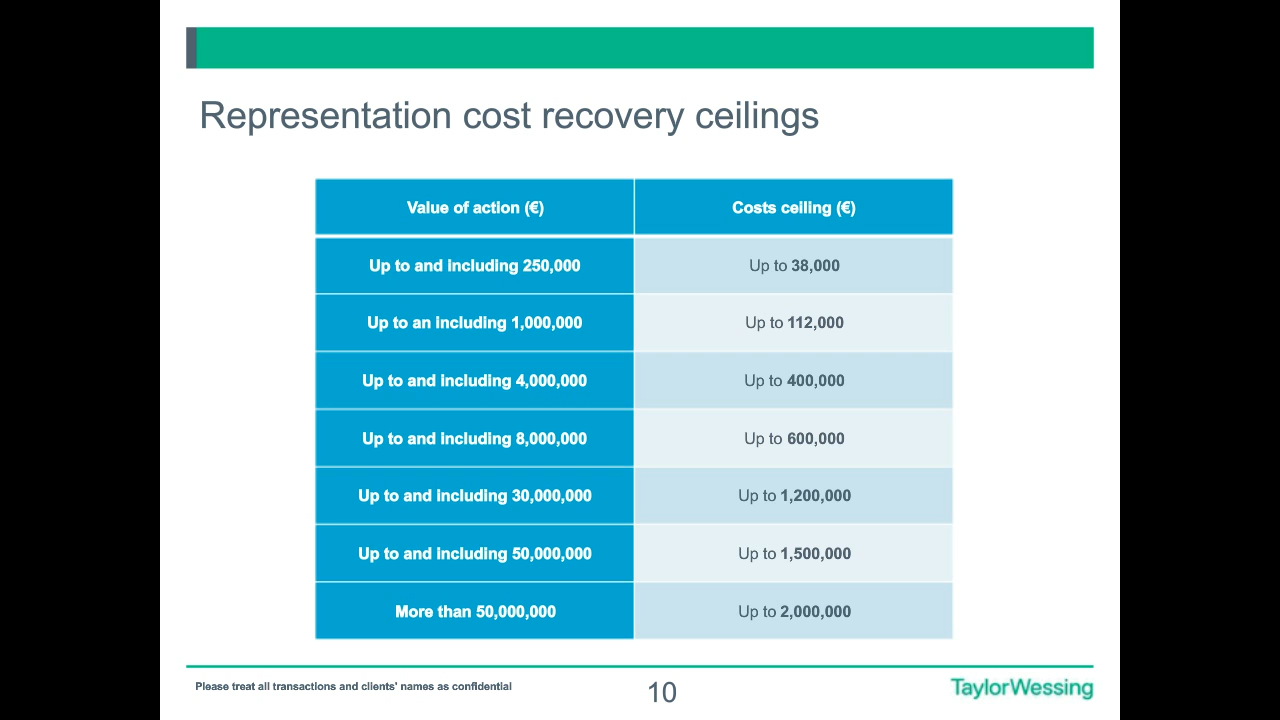 Representation cost recovery ceilings
Value of action (€) Costs ceiling (€)
Up to and including 250,000 Up to 38,000
Up to an including 1,000,000 Up to 112,000
Up to and including 4,000,000 Up to 400,000
Up to and including 8,000,000 Up to 600,000
Up to and including 30,000,000 Up to 1,200,000
Up to and including 50,000,000 Up to 1,500,000
More than 50,000,000 Up to 2,000,000
Please treat all transactions and clients' names as confidential 10 TaylorWessing